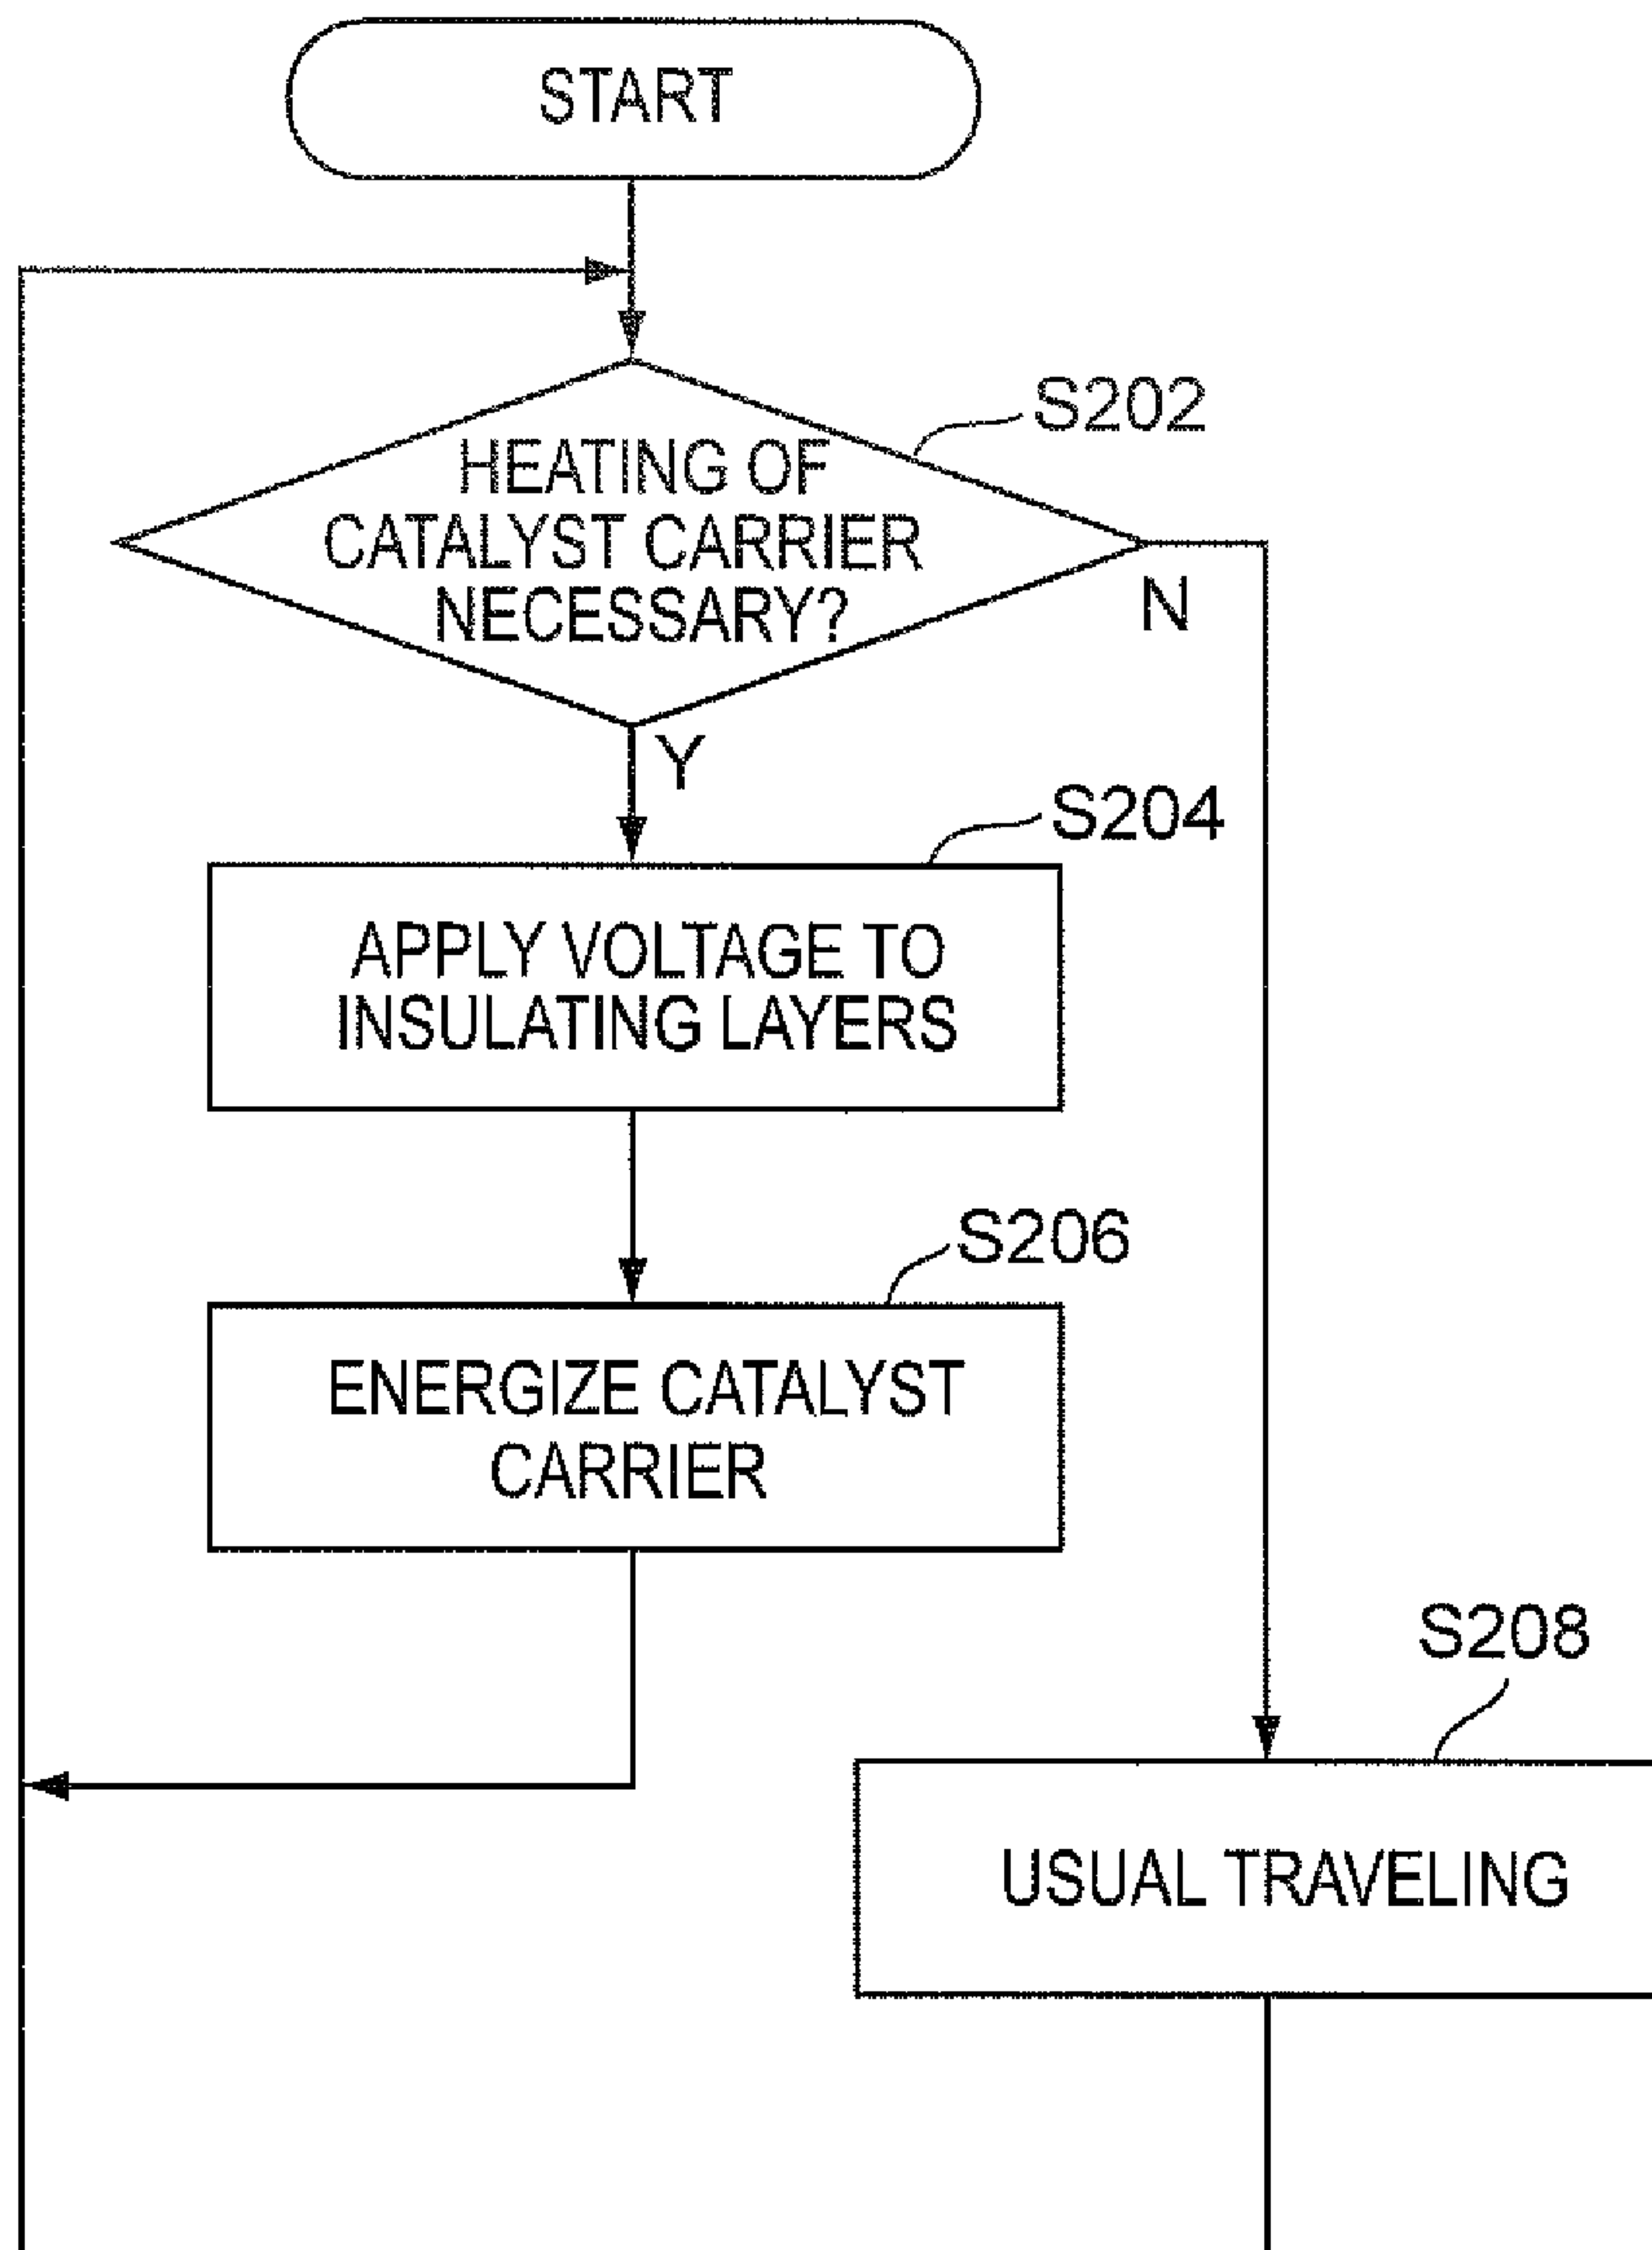 START
S202
HEATING OF
CATALYST CARRIER
NECESSARY?
N
Y
S204
APPLY VOLTAGE TO
INSULATING LAYERS
S206
ENERGIZE CATALYST
CARRIER
S208
USUAL TRAVELING